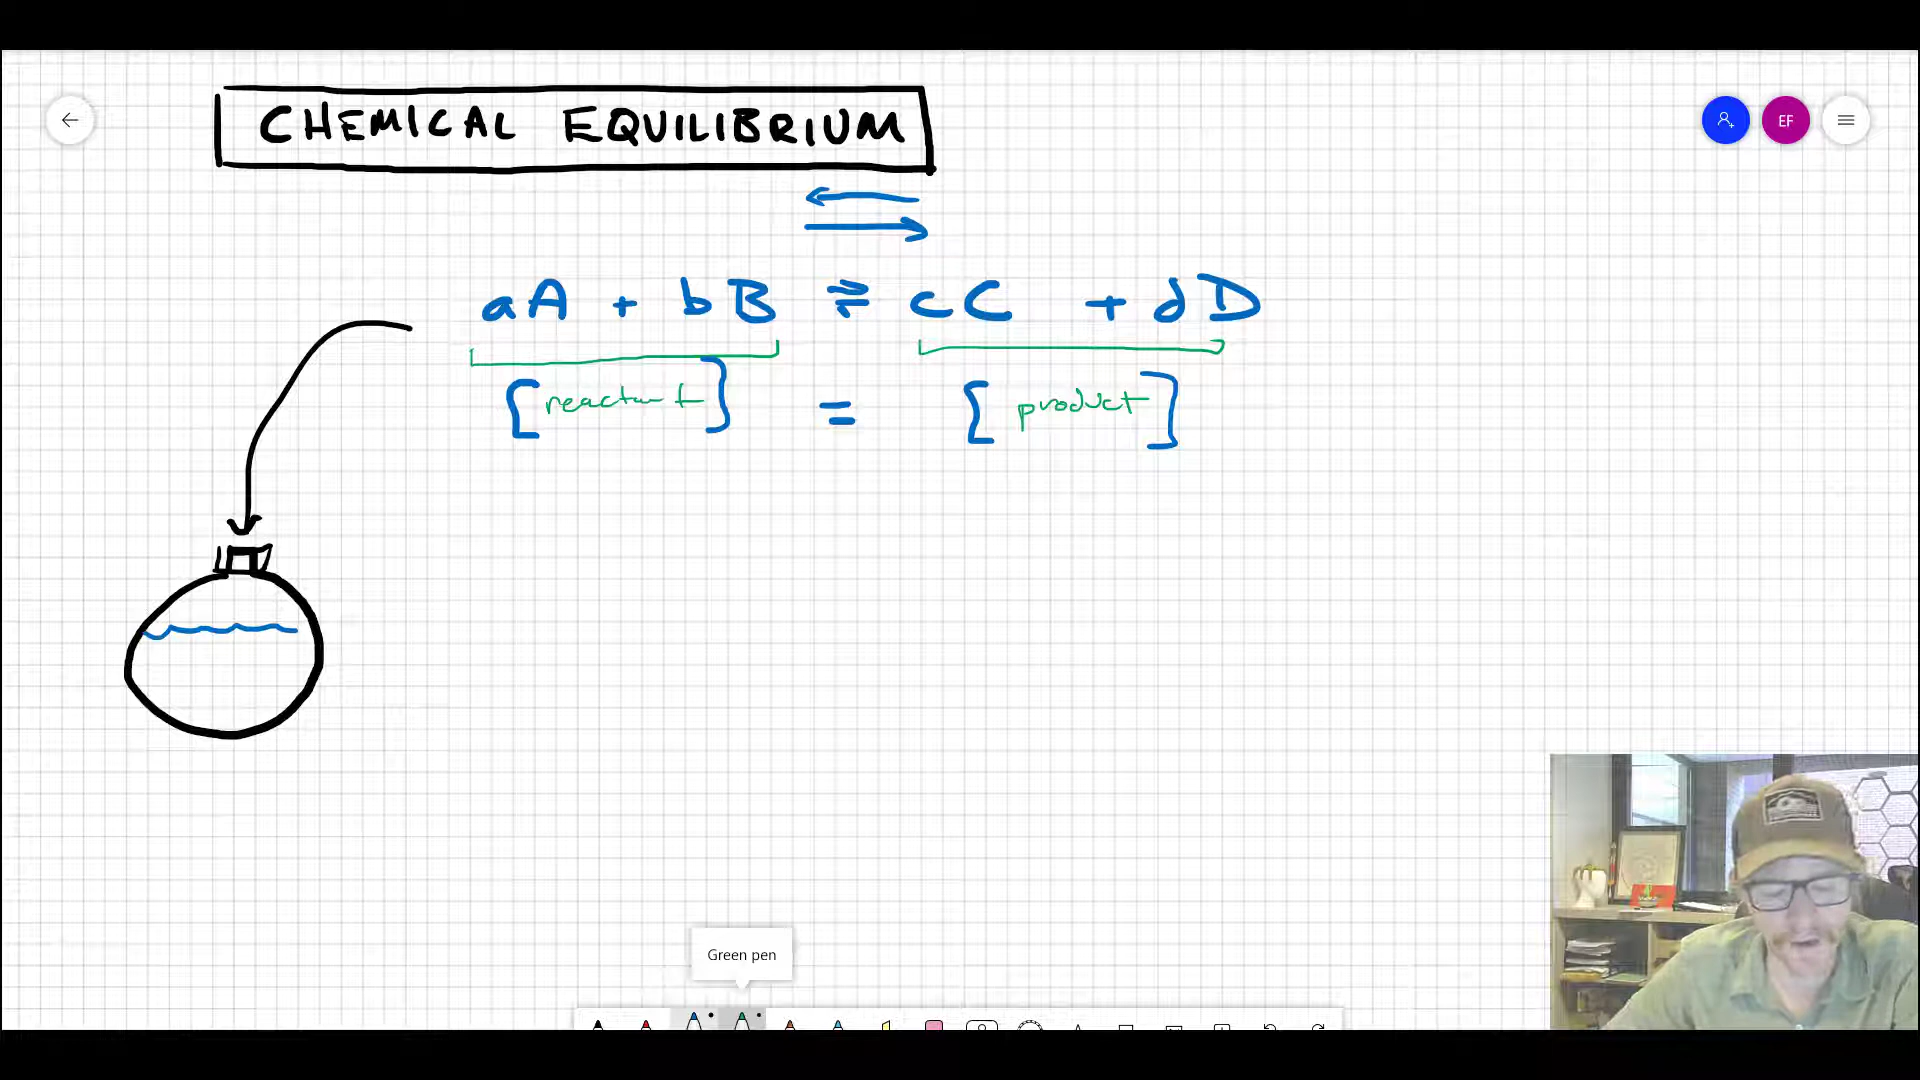 CHEMICAL EQUILIBRIUM
EF
aA + bB ⇌ cC + dD
[reactant] = [product]
Green pen